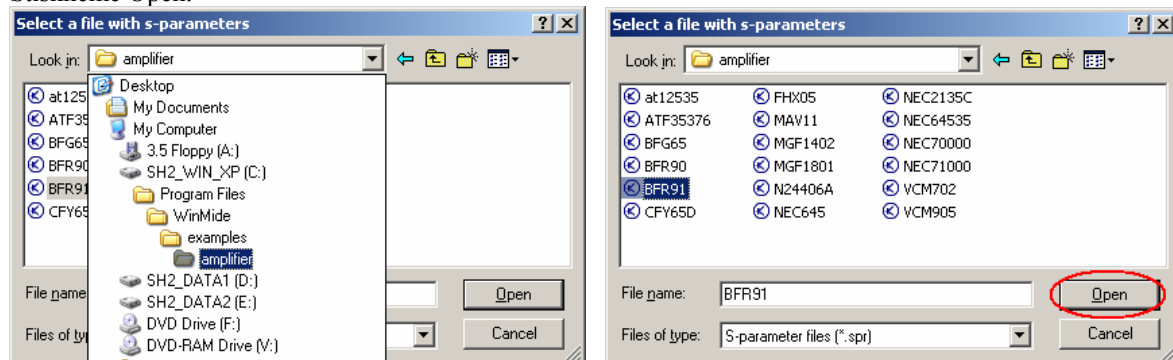 Select a file with s-parameters
Look in: amplifier
Desktop
My Documents
My Computer
3.5 Floppy (A:)
SH2_WIN_XP (C:)
Program Files
WinMide
examples
amplifier
SH2_DATA1 (D:)
SH2_DATA2 (E:)
DVD Drive (F:)
DVD-RAM Drive (V:)
at125
ATF35
BFG65
BFR90
BFR91
CFY65
File name
Open
Files of ty
Cancel
Select a file with s-parameters
Look in: amplifier
at12535 FHX05 NEC2135C
ATF35376 MAV11 NEC64535
BFG65 MGF1402 NEC70000
BFR90 MGF1801 NEC71000
BFR91 N24406A VCM702
CFY65D NEC645 VCM905
File name: BFR91 Open
Files of type: S-parameter files (*.spr) Cancel